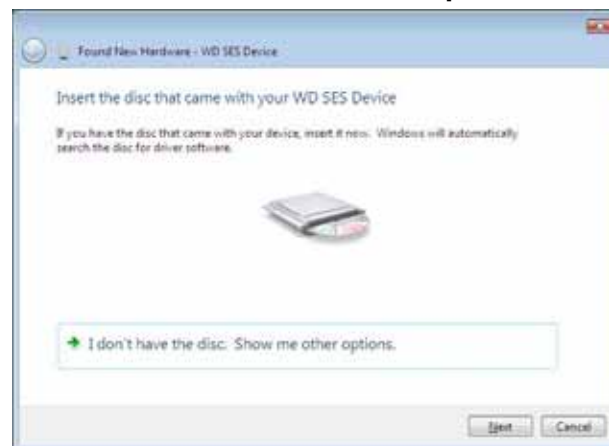 Found New Hardware - WD SES Device
Insert the disc that came with your WD SES Device
If you have the disc that came with your device, insert it now. Windows will automatically
search the disc for driver software.
I don't have the disc. Show me other options.
Next Cancel